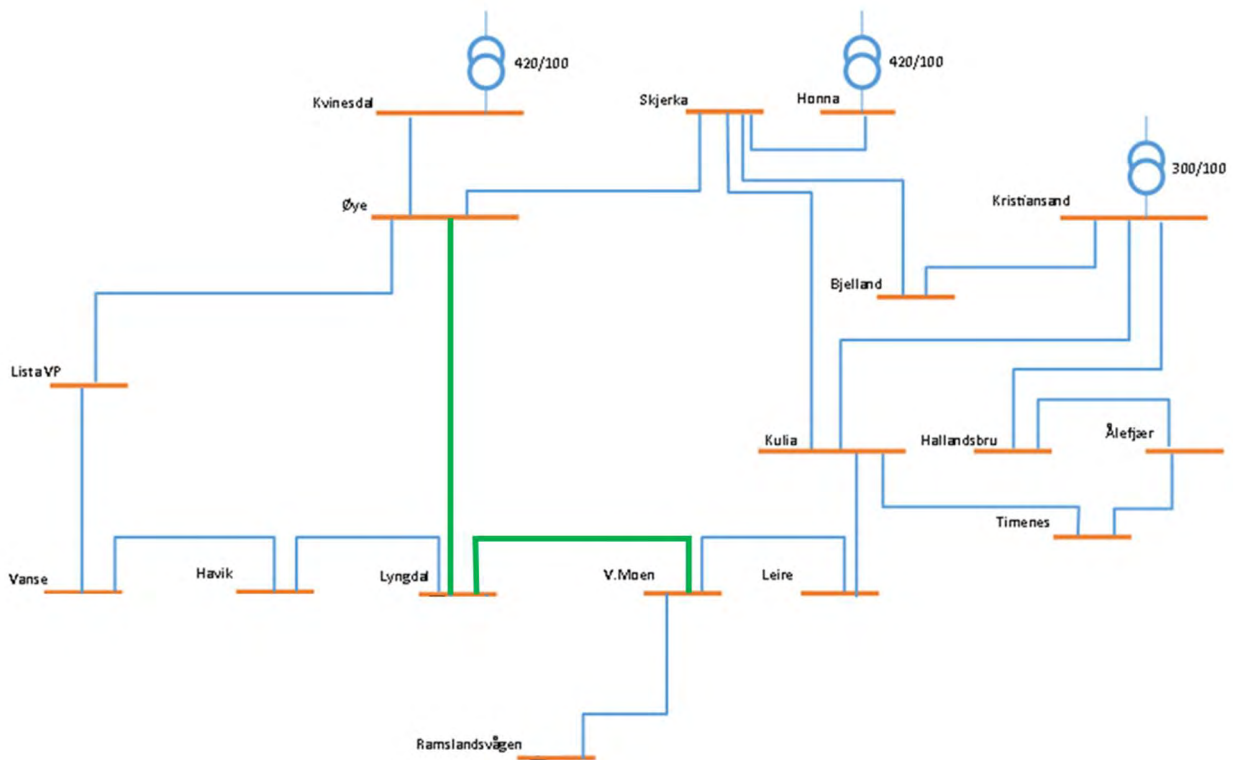 420/100
420/100
Kvinesdal
Skjerka
Honna
300/100
Kristiansand
Øye
Bjelland
Lista VP
Kulia
Hallandsbru
Ålefjær
Timenes
Vanse
Havik
Lyngdal
V.Moen
Leire
Ramslandsvågen